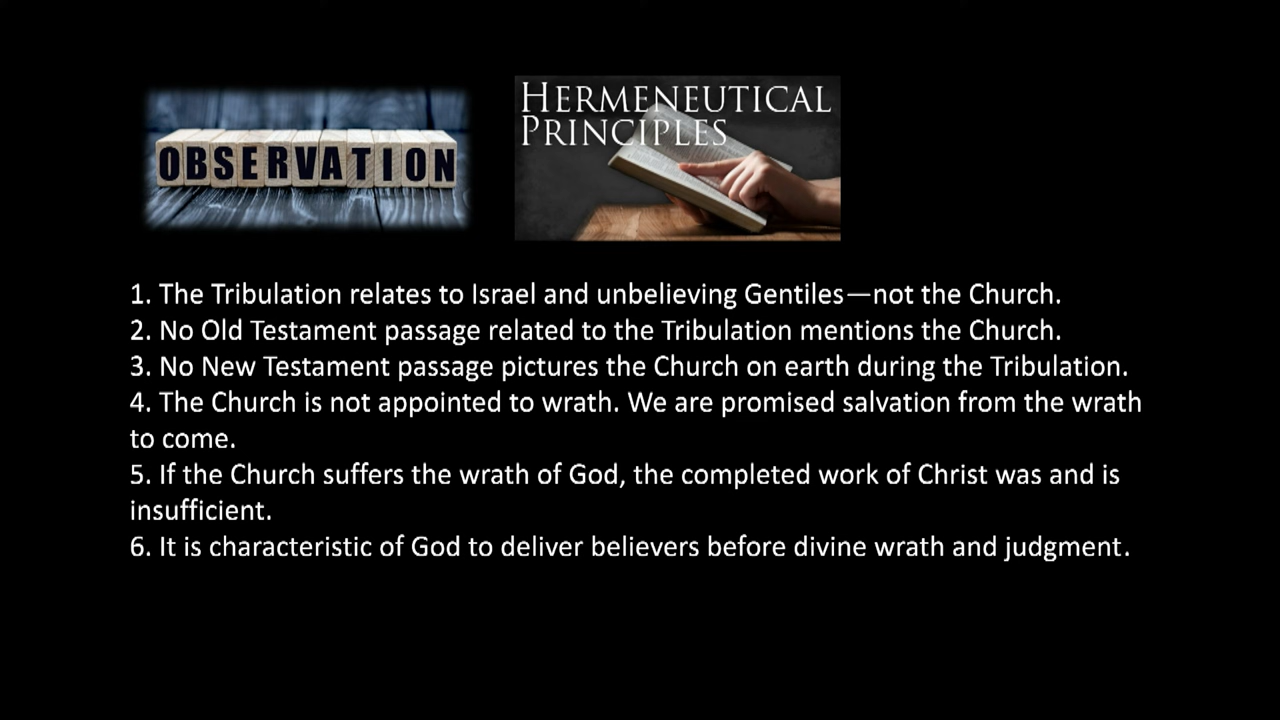 OBSERVATION
HERMENEUTICAL
PRINCIPLES
1. The Tribulation relates to Israel and unbelieving Gentiles—not the Church.
2. No Old Testament passage related to the Tribulation mentions the Church.
3. No New Testament passage pictures the Church on earth during the Tribulation.
4. The Church is not appointed to wrath. We are promised salvation from the wrath
to come.
5. If the Church suffers the wrath of God, the completed work of Christ was and is
insufficient.
6. It is characteristic of God to deliver believers before divine wrath and judgment.